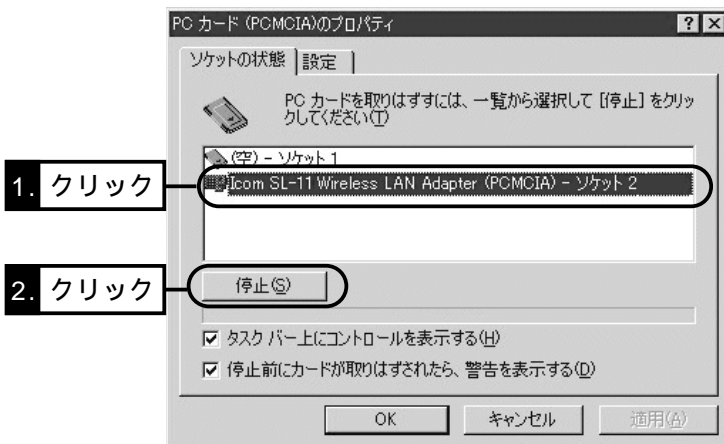 PC カード (PCMCIA)のプロパティ
ソケットの状態
設定
PC カードを取りはずすには、一覧から選択して [停止] をクリッ
クしてください(T)
(空) - ソケット 1
1. クリック
Icom SL-11 Wireless LAN Adapter (PCMCIA) - ソケット 2
2. クリック
停止(S)
タスク バー上にコントロールを表示する(H)
停止前にカードが取りはずされたら、警告を表示する(D)
OK
キャンセル
適用(A)